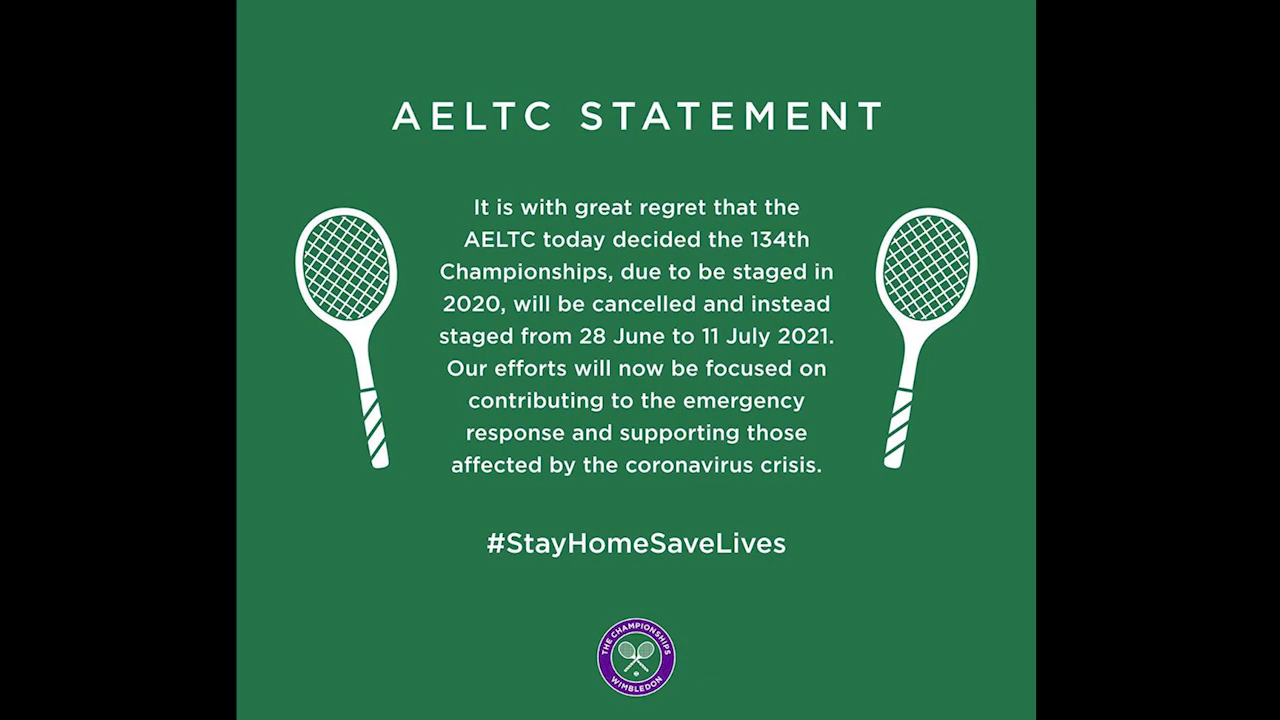 AELTC STATEMENT
It is with great regret that the
AELTC today decided the 134th
Championships, due to be staged in
2020, will be cancelled and instead
staged from 28 June to 11 July 2021.
Our efforts will now be focused on
contributing to the emergency
response and supporting those
affected by the coronavirus crisis.
#StayHomeSaveLives
THE CHAMPIONSHIPS
WIMBLEDON